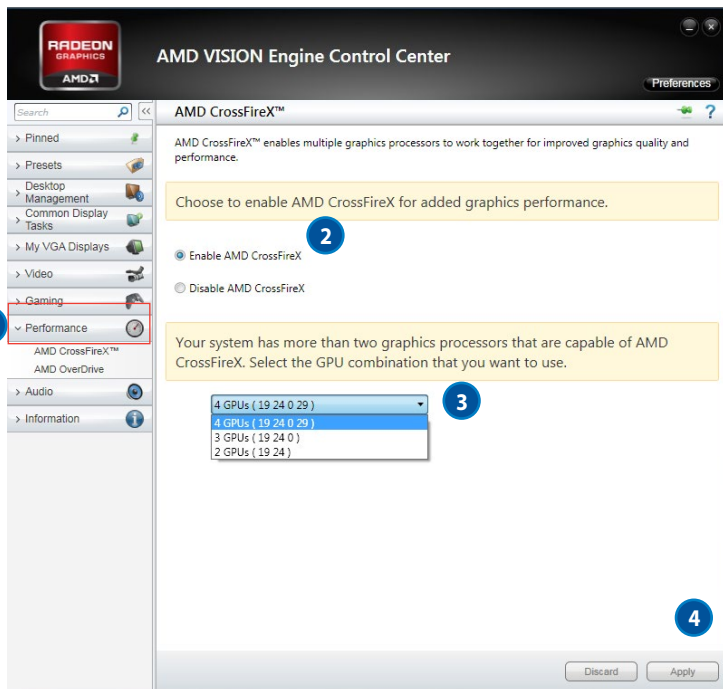 RADEON
GRAPHICS
AMD
AMD VISION Engine Control Center
Preferences
Search
<<
AMD CrossFireX™
?
> Pinned
> Presets
> Desktop
Management
> Common Display
Tasks
> My VGA Displays
> Video
> Gaming
Performance
AMD CrossFireX™
AMD OverDrive
> Audio
> Information
AMD CrossFireX™ enables multiple graphics processors to work together for improved graphics quality and
performance.
Choose to enable AMD CrossFireX for added graphics performance.
2
Enable AMD CrossFireX
Disable AMD CrossFireX
Your system has more than two graphics processors that are capable of AMD
CrossFireX. Select the GPU combination that you want to use.
4 GPUs ( 19 24 0 29 )
3
4 GPUs ( 19 24 0 29 )
3 GPUs ( 19 24 0 )
2 GPUs ( 19 24 )
4
Discard
Apply